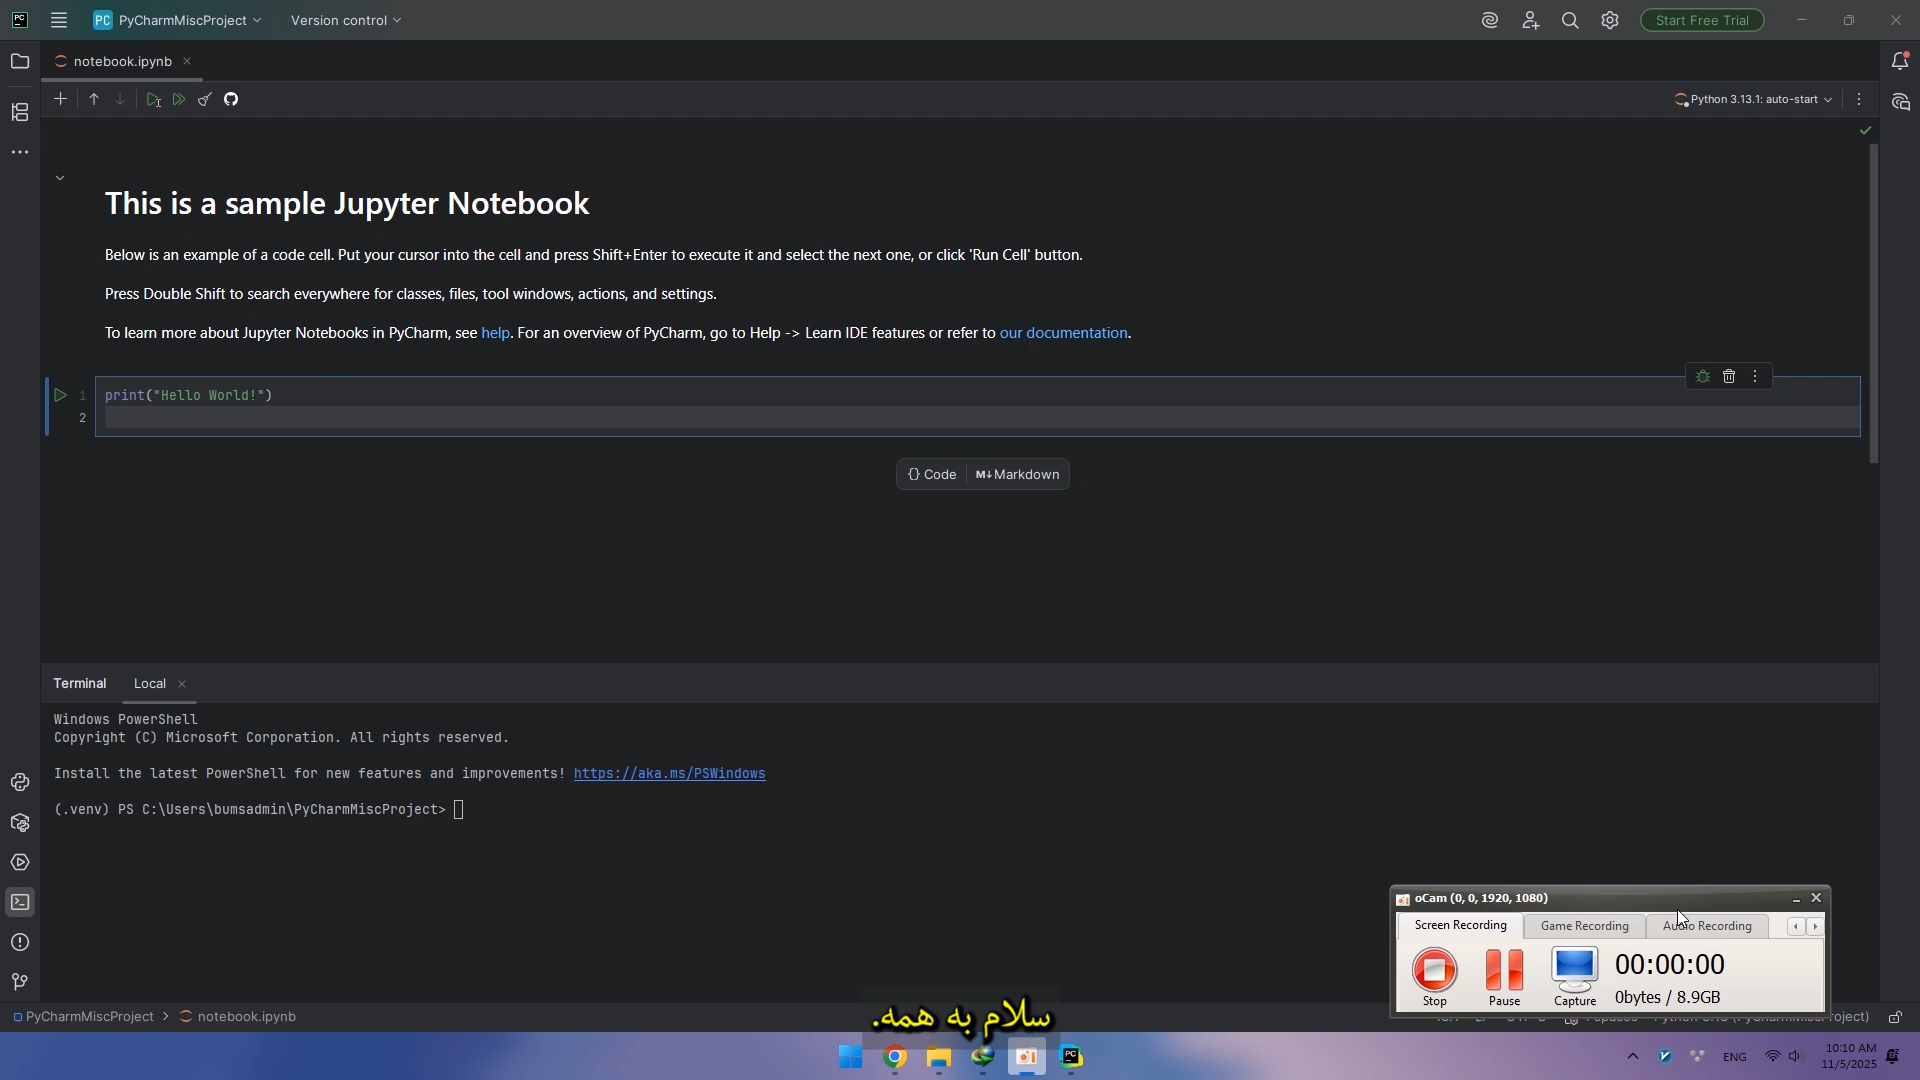 PC PyCharmMiscProject Version control Start Free Trial
notebook.ipynb
Python 3.13.1: auto-start
This is a sample Jupyter Notebook
Below is an example of a code cell. Put your cursor into the cell and press Shift+Enter to execute it and select the next one, or click 'Run Cell' button.
Press Double Shift to search everywhere for classes, files, tool windows, actions, and settings.
To learn more about Jupyter Notebooks in PyCharm, see help. For an overview of PyCharm, go to Help -> Learn IDE features or refer to our documentation.
1 print("Hello World!")
2
{} Code M↓ Markdown
Terminal Local
Windows PowerShell
Copyright (C) Microsoft Corporation. All rights reserved.
Install the latest PowerShell for new features and improvements! https://aka.ms/PSWindows
(.venv) PS C:\Users\bumsadmin\PyCharmMiscProject>
oCam (0, 0, 1920, 1080)
Screen Recording Game Recording Audio Recording
00:00:00
Stop Pause Capture 0bytes / 8.9GB
PyCharmMiscProject > notebook.ipynb
سلام به همه.
ENG 10:10 AM
11/5/2025